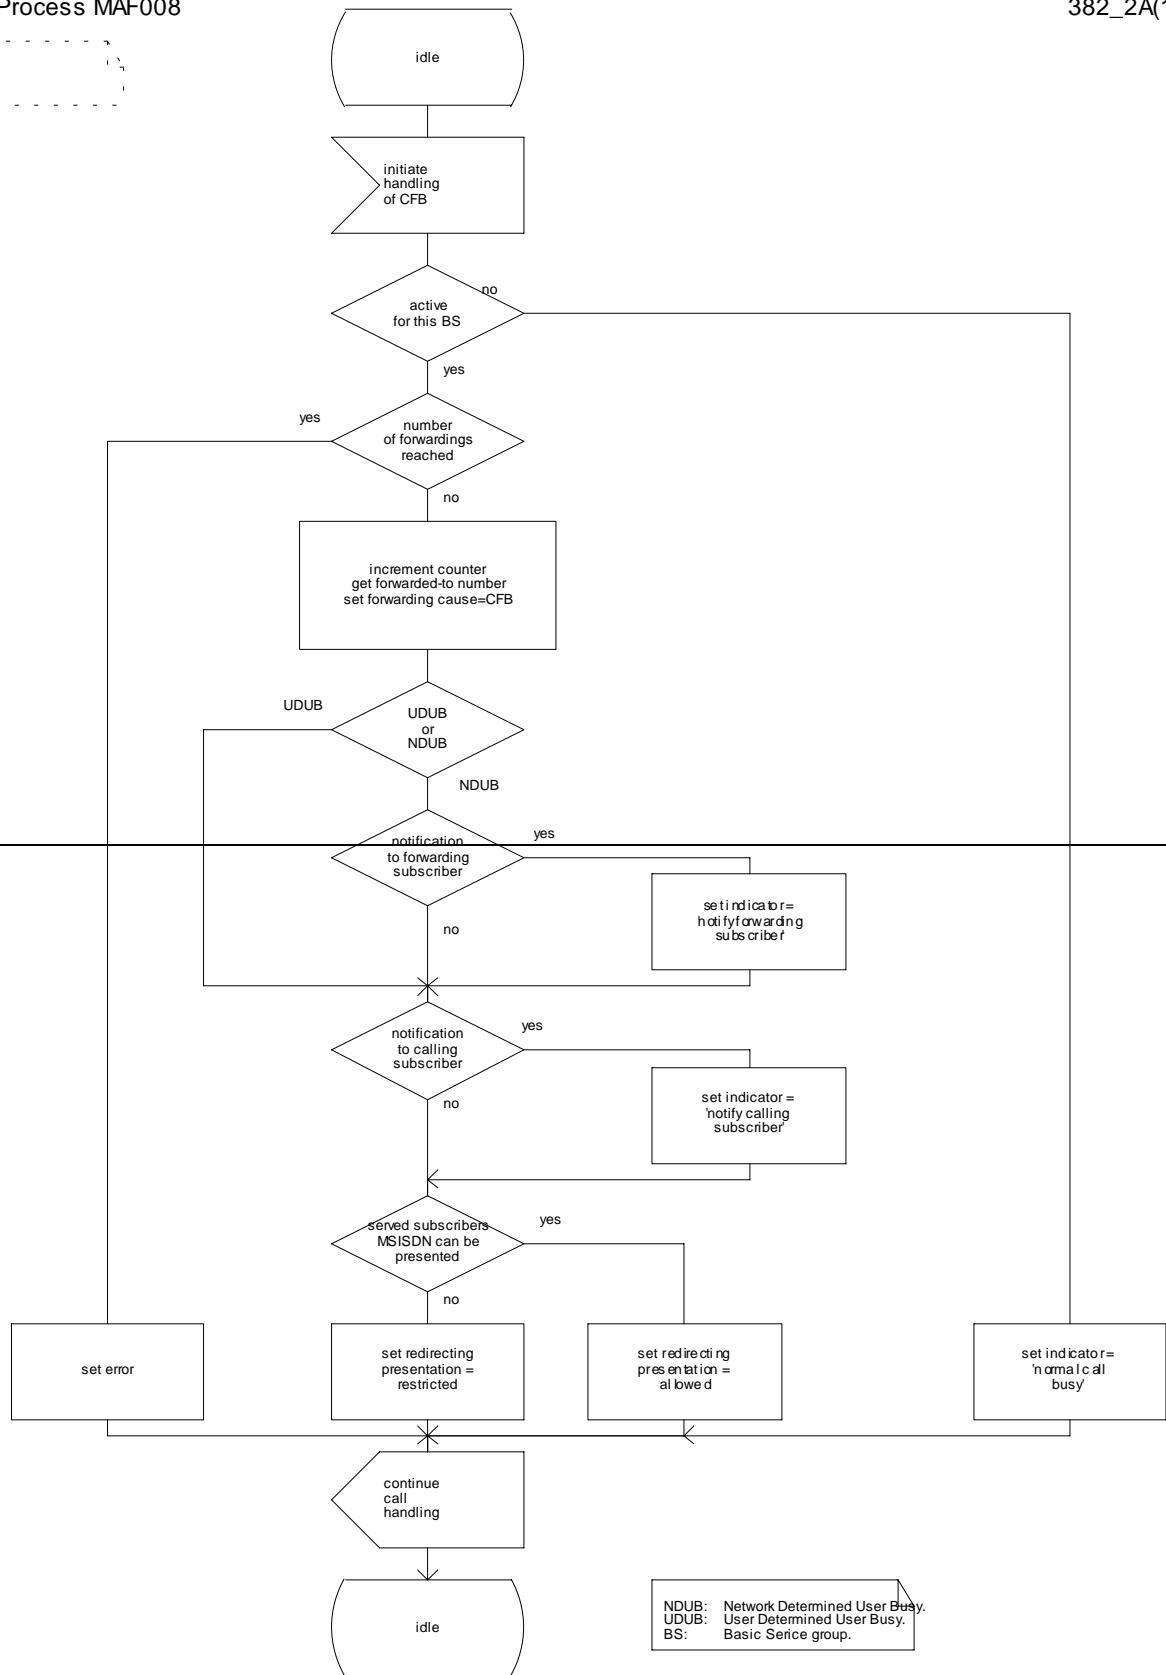 Process MAF008
382_2A(1
idle
initiate
handling
of CFB
no
active
for this BS
yes
yes
number
of forwardings
reached
no
increment counter
get forwarded-to number
set forwarding cause=CFB
UDUB
UDUB
or
NDUB
NDUB
yes
notification
to forwarding
subscriber
set indicator=
'notify forwarding
subscriber'
no
yes
notification
to calling
subscriber
set indicator =
'notify calling
subscriber'
no
yes
served subscribers
MSISDN can be
presented
no
set error
set redirecting
presentation =
restricted
set redirecting
presentation =
allowed
set indicator=
'normal call
busy'
continue
call
handling
idle
NDUB: Network Determined User Busy.
UDUB: User Determined User Busy.
BS: Basic Serice group.